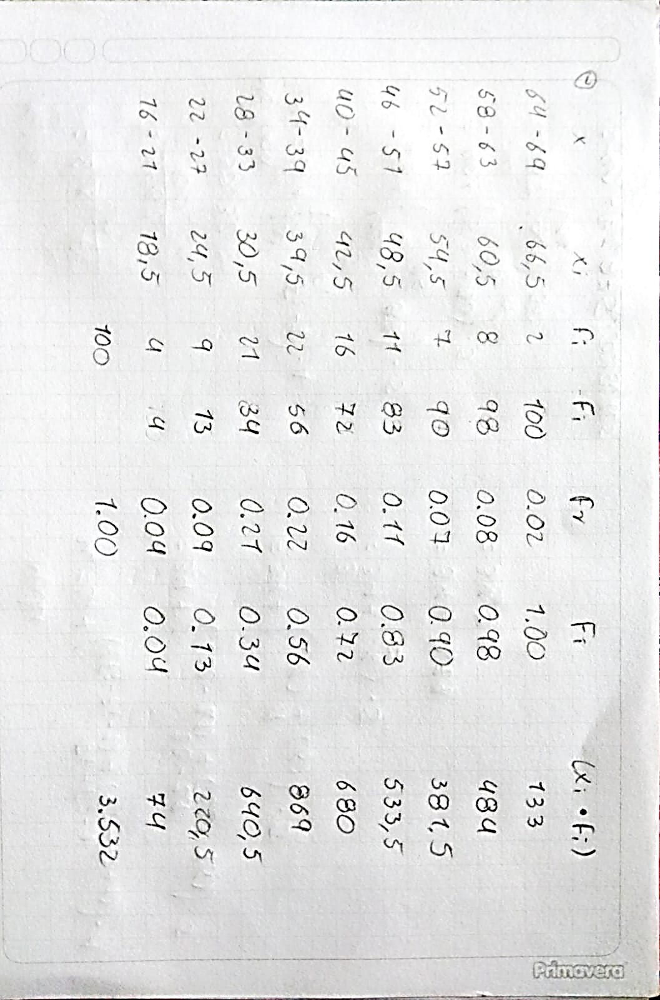 ⑦ x xi fi Fi fr Fi (xi • fi)
64-69 66,5 2 100 0.02 1.00 133
58-63 60,5 8 98 0.08 0.98 484
52-57 54,5 7 90 0.07 0.90 381,5
46-51 48,5 11 83 0.11 0.83 533,5
40-45 42,5 16 72 0.16 0.72 680
34-39 39,5 22 56 0.22 0.56 869
28-33 30,5 21 34 0.21 0.34 640,5
22-27 24,5 9 13 0.09 0.13 220,5
16-21 18,5 4 4 0.04 0.04 74
100 1.00 3.532
Primavera